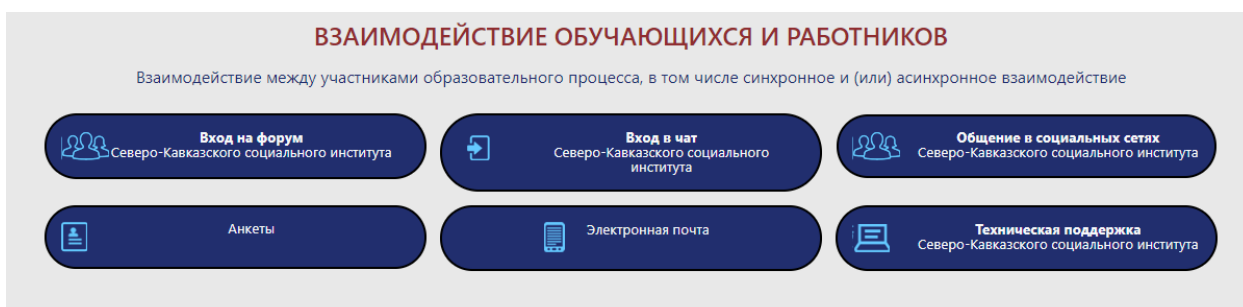 ВЗАИМОДЕЙСТВИЕ ОБУЧАЮЩИХСЯ И РАБОТНИКОВ
Взаимодействие между участниками образовательного процесса, в том числе синхронное и (или) асинхронное взаимодействие
Вход на форум
Северо-Кавказского социального института
Вход в чат
Северо-Кавказского социального
института
Общение в социальных сетях
Северо-Кавказского социального института
Анкеты
Электронная почта
Техническая поддержка
Северо-Кавказского социального института